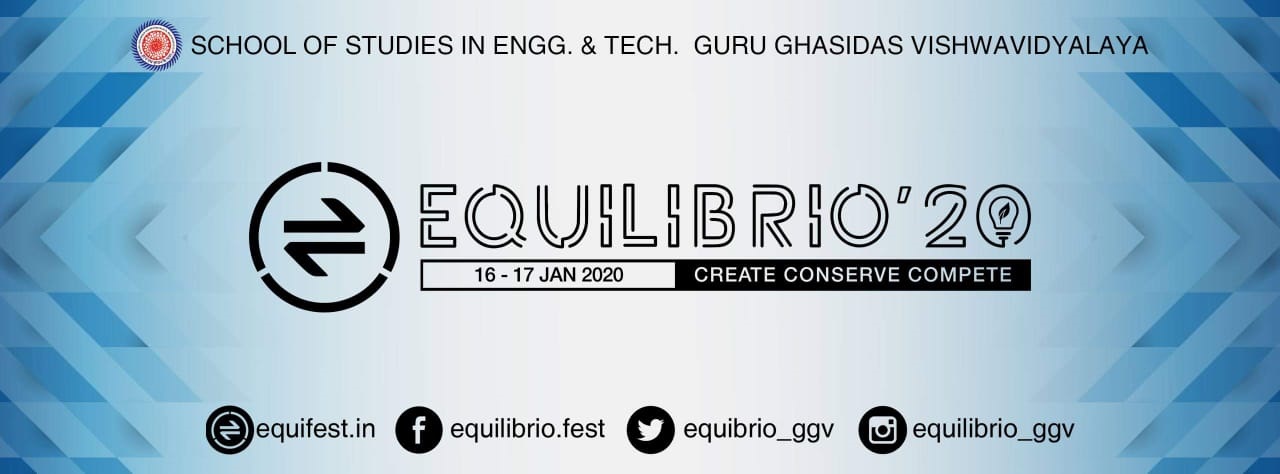 SCHOOL OF STUDIES IN ENGG. & TECH. GURU GHASIDAS VISHWAVIDYALAYA
EQUILIBRIO'20
16 - 17 JAN 2020 CREATE CONSERVE COMPETE
equifest.in equilibrio.fest equibrio_ggv equilibrio_ggv